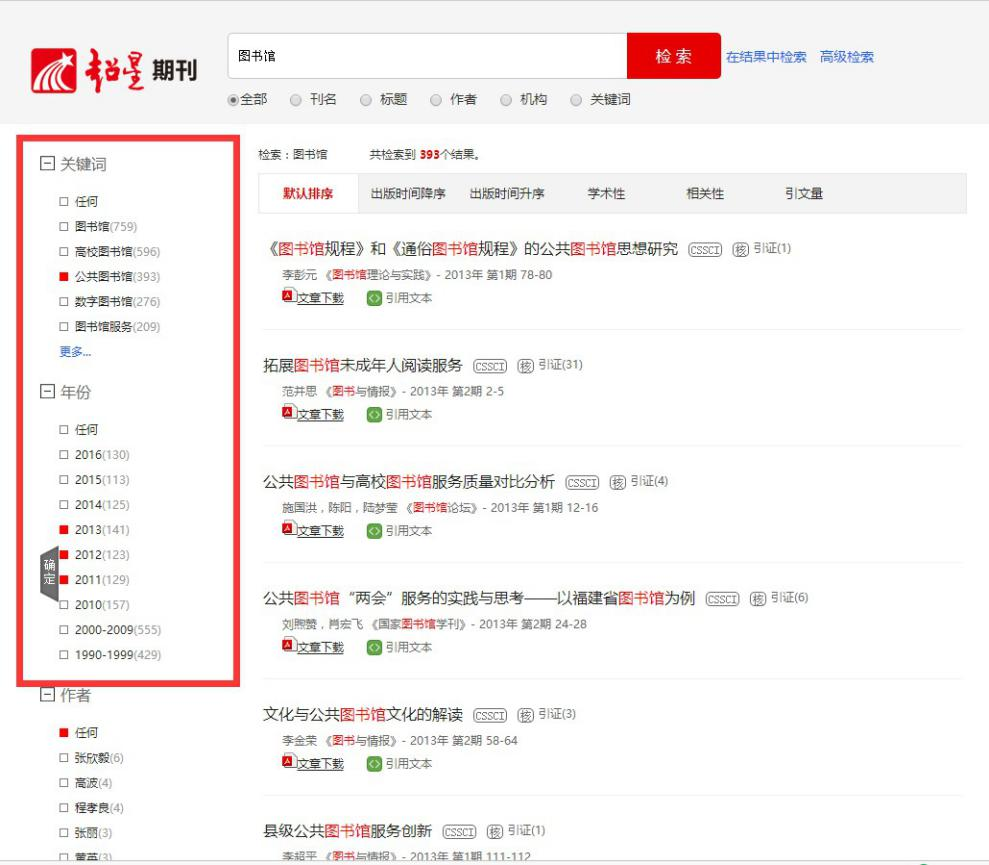 超星 期刊
图书馆
检 索
在结果中检索 高级检索
全部 刊名 标题 作者 机构 关键词
关键词
任何
图书馆(759)
高校图书馆(596)
公共图书馆(393)
数字图书馆(276)
图书馆服务(209)
更多...
年份
任何
2016(130)
2015(113)
2014(125)
2013(141)
2012(123)
2011(129)
2010(157)
2000-2009(555)
1990-1999(429)
确定
作者
任何
张欣毅(6)
高波(4)
程孝良(4)
张丽(3)
黄英(3)
检索：图书馆 共检索到 393个结果。
默认排序 出版时间降序 出版时间升序 学术性 相关性 引文量
《图书馆规程》和《通俗图书馆规程》的公共图书馆思想研究 CSSCI 核 引证(1)
李彭元 《图书馆理论与实践》- 2013年 第1期 78-80
文章下载 引用文本
拓展图书馆未成年人阅读服务 CSSCI 核 引证(31)
范并思 《图书与情报》- 2013年 第2期 2-5
文章下载 引用文本
公共图书馆与高校图书馆服务质量对比分析 CSSCI 核 引证(4)
施国洪，陈阳，陆梦莹 《图书馆论坛》- 2013年 第1期 12-16
文章下载 引用文本
公共图书馆“两会”服务的实践与思考——以福建省图书馆为例 CSSCI 核 引证(6)
刘煦赞，肖宏飞 《国家图书馆学刊》- 2013年 第2期 24-28
文章下载 引用文本
文化与公共图书馆文化的解读 CSSCI 核 引证(3)
李金荣 《图书与情报》- 2013年 第2期 58-64
文章下载 引用文本
县级公共图书馆服务创新 CSSCI 核 引证(1)
李超平 《图书与情报》- 2013年 第1期 111-112